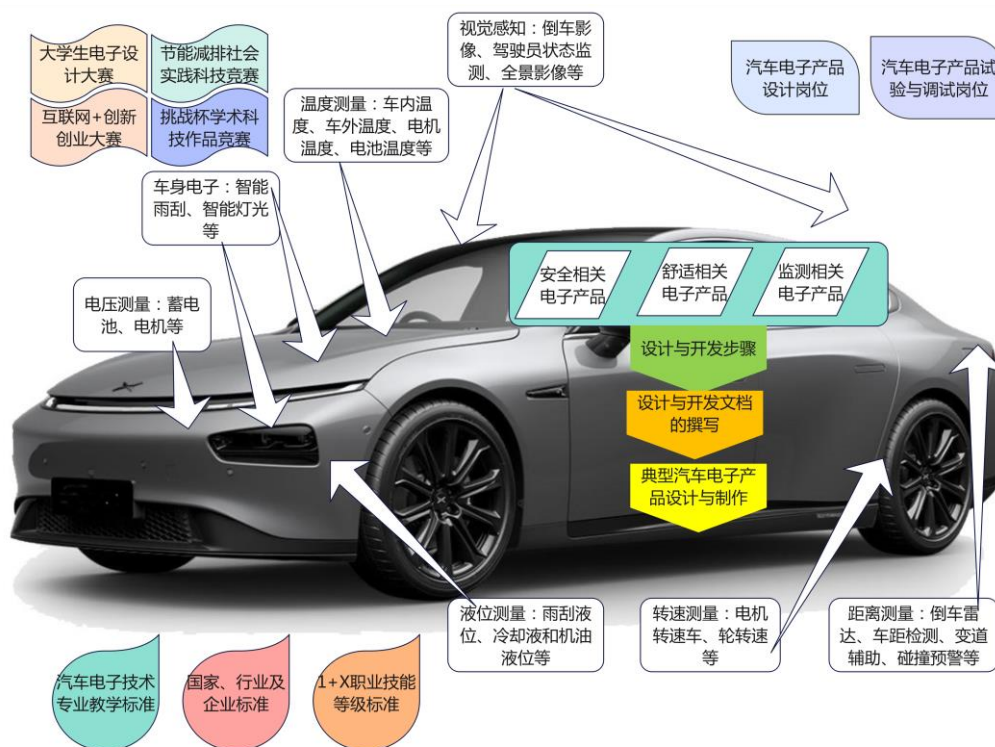 大学生电子设
计大赛
节能减排社会
实践科技竞赛
互联网+创新
创业大赛
挑战杯学术科
技作品竞赛
视觉感知：倒车影
像、驾驶员状态监
测、全景影像等
汽车电子产品
设计岗位
汽车电子产品试
验与调试岗位
温度测量：车内温
度、车外温度、电机
温度、电池温度等
车身电子：智能
雨刮、智能灯光
等
电压测量：蓄电
池、电机等
安全相关
电子产品
舒适相关
电子产品
监测相关
电子产品
设计与开发步骤
设计与开发文档
的撰写
典型汽车电子产
品设计与制作
液位测量：雨刮液
位、冷却液和机油
液位等
转速测量：电机
转速车、轮转速
等
距离测量：倒车雷
达、车距检测、变道
辅助、碰撞预警等
汽车电子技术
专业教学标准
国家、行业及
企业标准
1+X职业技能
等级标准